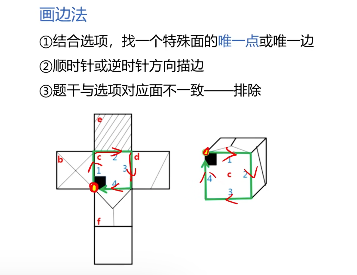 画边法
①结合选项，找一个特殊面的唯一点或唯一边
②顺时针或逆时针方向描边
③题干与选项对应面不一致——排除
e
b c 2 d
1 3
4
f
1
4 c 2
3